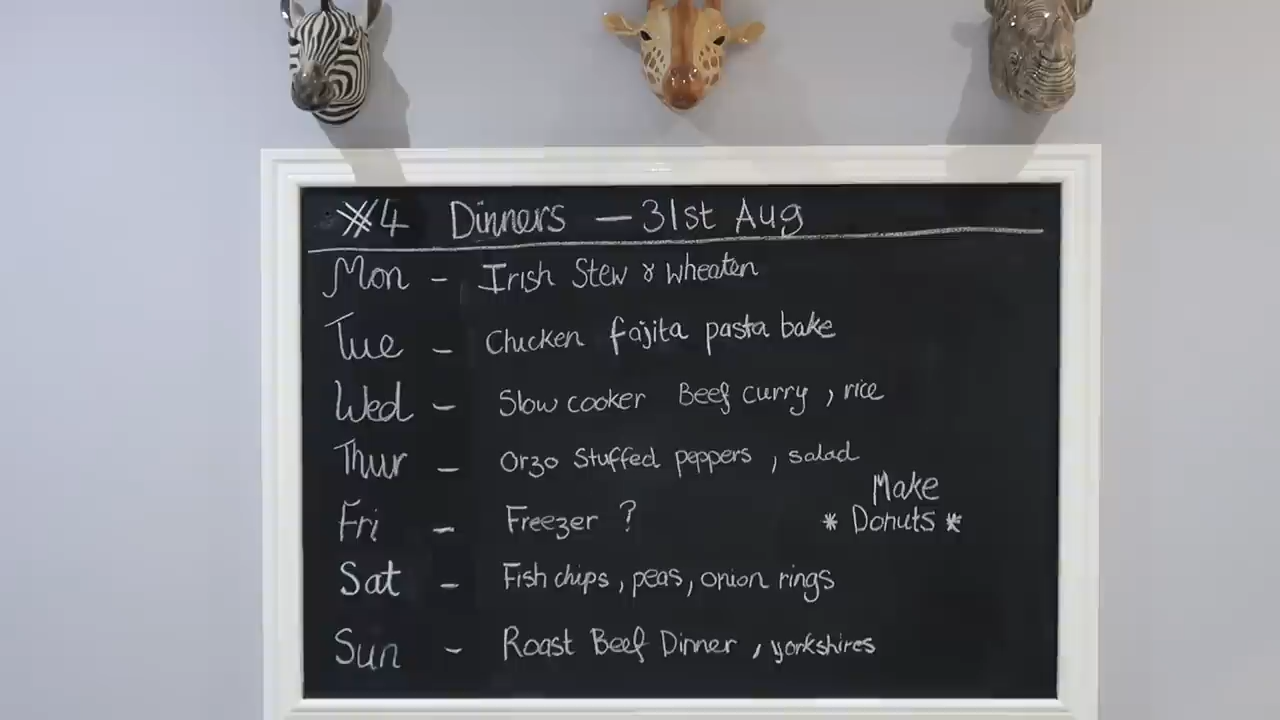 #4 Dinners - 31st Aug
Mon - Irish Stew & wheaten
Tue - Chicken fajita pasta bake
Wed - Slow cooker Beef curry, rice
Thur - Orzo Stuffed peppers, salad
Make
Fri - Freezer ? * Donuts *
Sat - Fish chips, peas, onion rings
Sun - Roast Beef Dinner, yorkshires